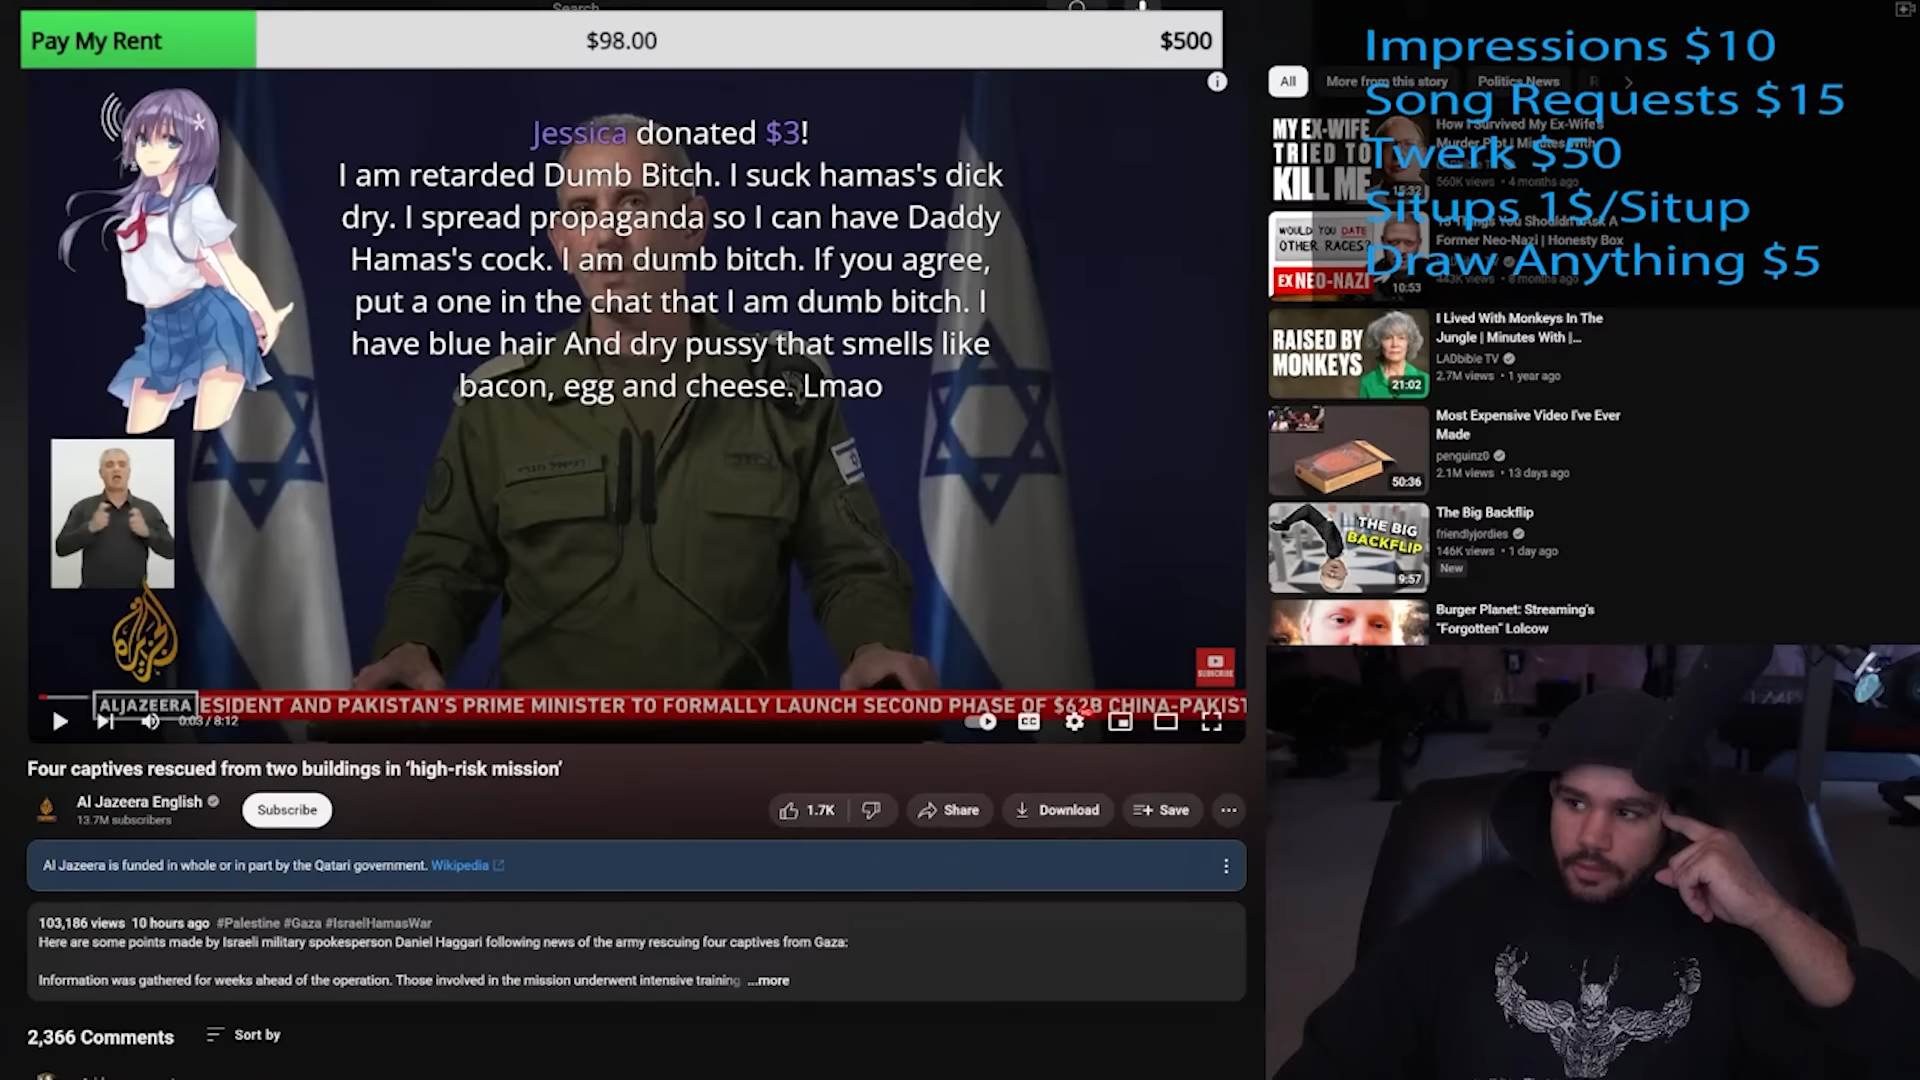 Search
Pay My Rent
$98.00
$500
Impressions $10
Song Requests $15
Twerk $50
Situps 1$/Situp
Draw Anything $5
Jessica donated $3!
I am retarded Dumb Bitch. I suck hamas's dick
dry. I spread propaganda so I can have Daddy
Hamas's cock. I am dumb bitch. If you agree,
put a one in the chat that I am dumb bitch. I
have blue hair And dry pussy that smells like
bacon, egg and cheese. Lmao
ALJAZEERA
ESIDENT AND PAKISTAN'S PRIME MINISTER TO FORMALLY LAUNCH SECOND PHASE OF $62B CHINA-PAKIST
SUBSCRIBE
0:03 / 8:12
CC
Four captives rescued from two buildings in ‘high-risk mission’
Al Jazeera English
13.7M subscribers
Subscribe
1.7K
Share
Download
Save
Al Jazeera is funded in whole or in part by the Qatari government. Wikipedia
103,186 views 10 hours ago #Palestine #Gaza #IsraelHamasWar
Here are some points made by Israeli military spokesperson Daniel Haggari following news of the army rescuing four captives from Gaza:
Information was gathered for weeks ahead of the operation. Those involved in the mission underwent intensive training ...more
2,366 Comments
Sort by
All
More from this story
Politics News
MY EX-WIFE
TRIED TO
KILL ME
15:32
How I Survived My Ex-Wife's
Murder Plot | Minutes With
560K views • 4 months ago
WOULD YOU DATE
OTHER RACES?
EX NEO-NAZI
10:53
Things You Shouldn't Ask A
Former Neo-Nazi | Honesty Box
443K views • 8 months ago
RAISED BY
MONKEYS
21:02
I Lived With Monkeys In The
Jungle | Minutes With |...
LADbible TV
2.7M views • 1 year ago
50:36
Most Expensive Video I've Ever
Made
penguinz0
2.1M views • 13 days ago
THE BIG
BACKFLIP
9:57
The Big Backflip
friendlyjordies
146K views • 1 day ago
New
Burger Planet: Streaming's
"Forgotten" Lolcow